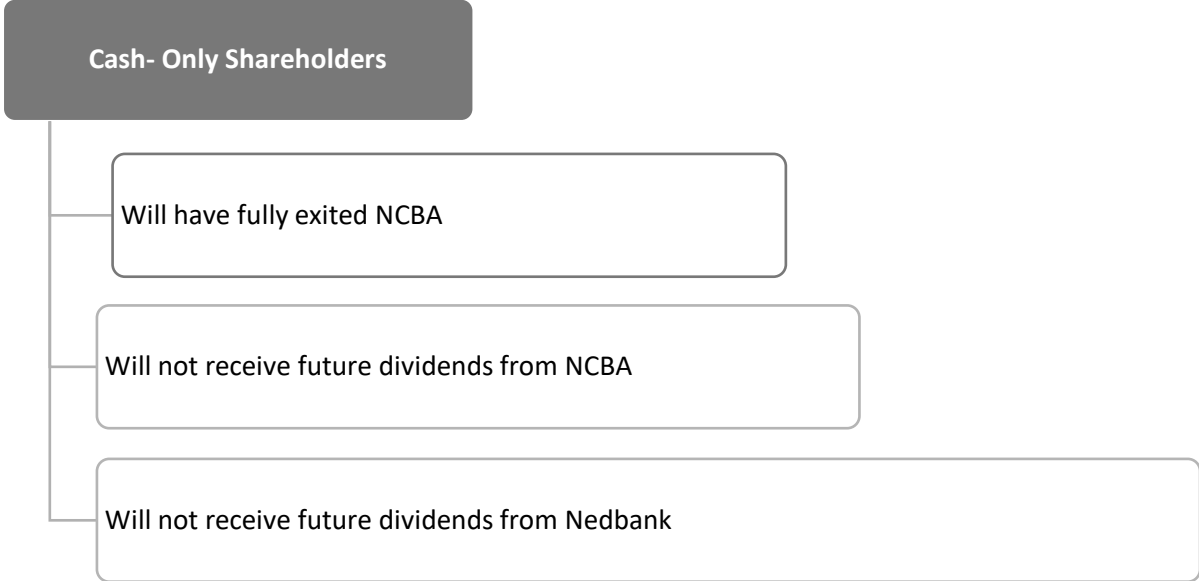 Cash- Only Shareholders
Will have fully exited NCBA
Will not receive future dividends from NCBA
Will not receive future dividends from Nedbank